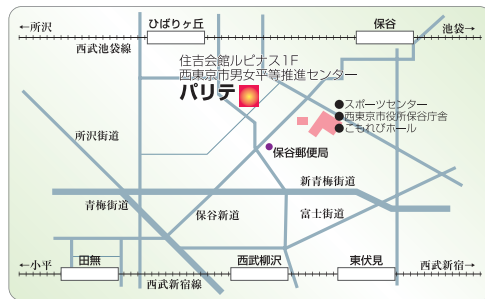 ←所沢
ひばりヶ丘
保谷
池袋→
西武池袋線
住吉会館ルピナス1F
西東京市男女平等推進センター
パリテ
●スポーツセンター
●西東京市役所保谷庁舎
●こもれびホール
所沢街道
保谷郵便局
新青梅街道
青梅街道
保谷新道
富士街道
←小平
田無
西武柳沢
東伏見
西武新宿→
西武新宿線